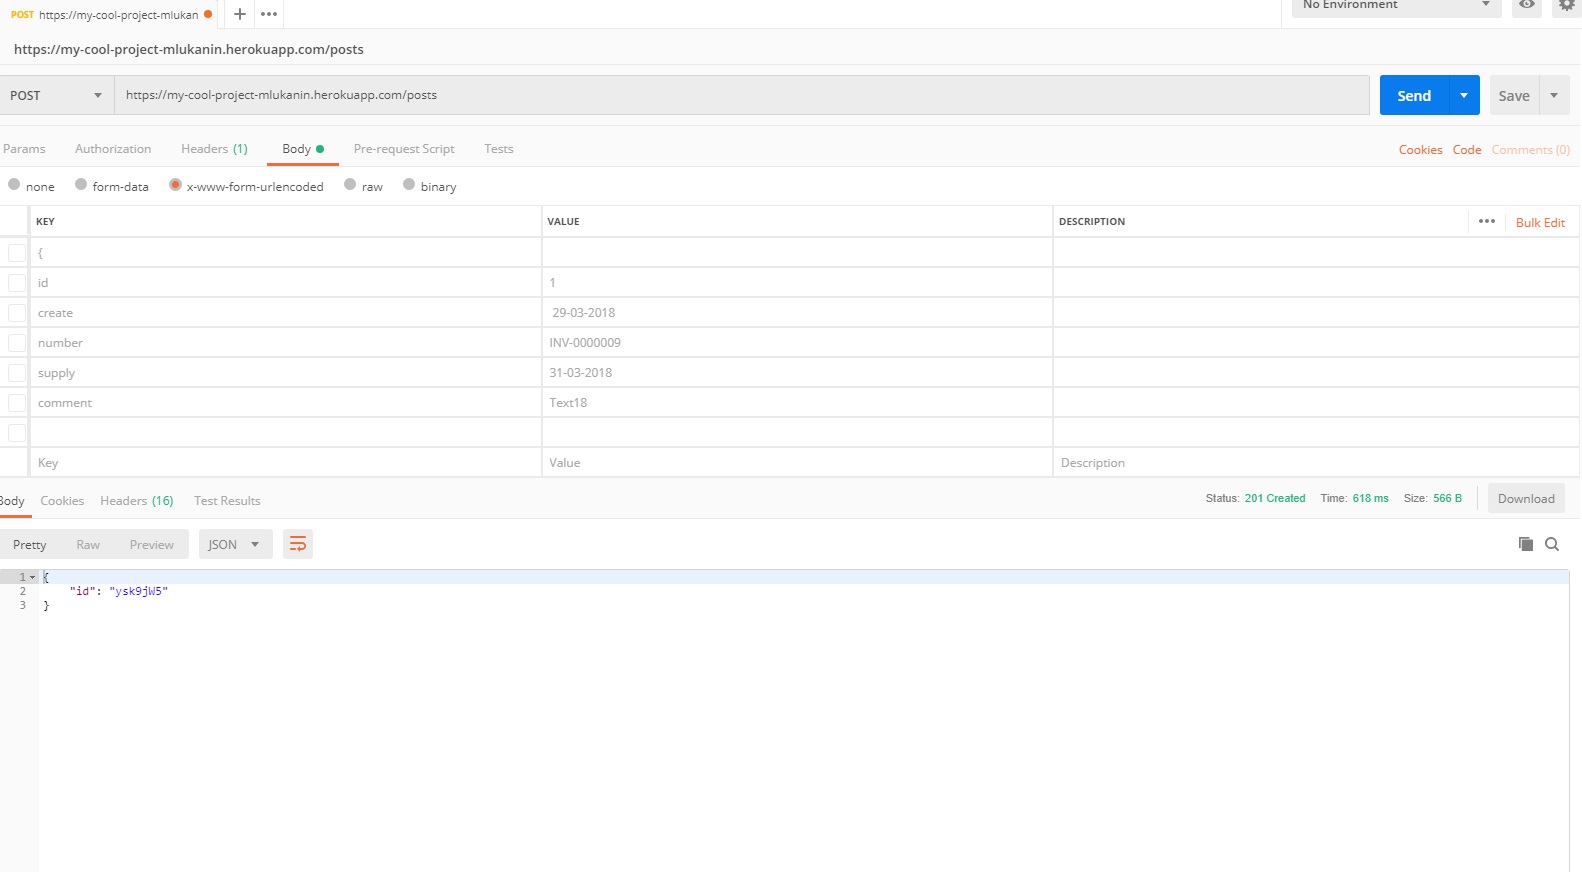 POST https://my-cool-project-mlukan
No Environment
https://my-cool-project-mlukanin.herokuapp.com/posts
POST https://my-cool-project-mlukanin.herokuapp.com/posts Send Save
Params Authorization Headers (1) Body Pre-request Script Tests Cookies Code Comments (0)
none form-data x-www-form-urlencoded raw binary
KEY VALUE DESCRIPTION ••• Bulk Edit
{
id 1
create 29-03-2018
number INV-0000009
supply 31-03-2018
comment Text18
Key Value Description
Body Cookies Headers (16) Test Results Status: 201 Created Time: 618 ms Size: 566 B Download
Pretty Raw Preview JSON
1 {
2 "id": "ysk9jW5"
3 }